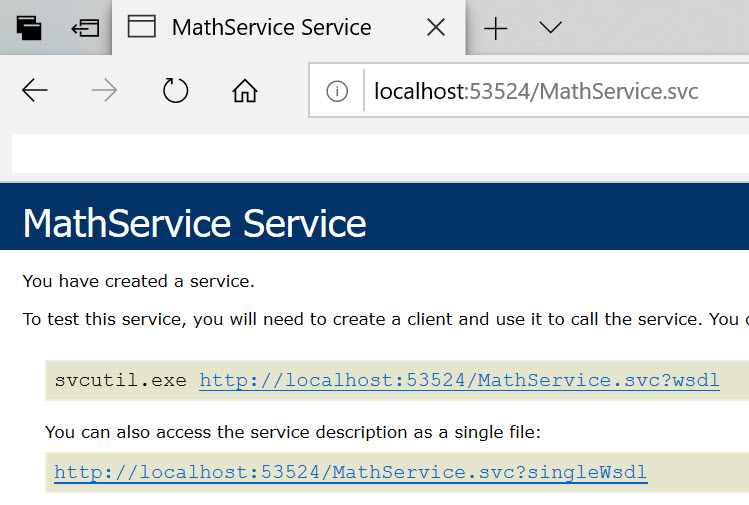 MathService Service
localhost:53524/MathService.svc
MathService Service
You have created a service.
To test this service, you will need to create a client and use it to call the service. You
svcutil.exe http://localhost:53524/MathService.svc?wsdl
You can also access the service description as a single file:
http://localhost:53524/MathService.svc?singleWsdl